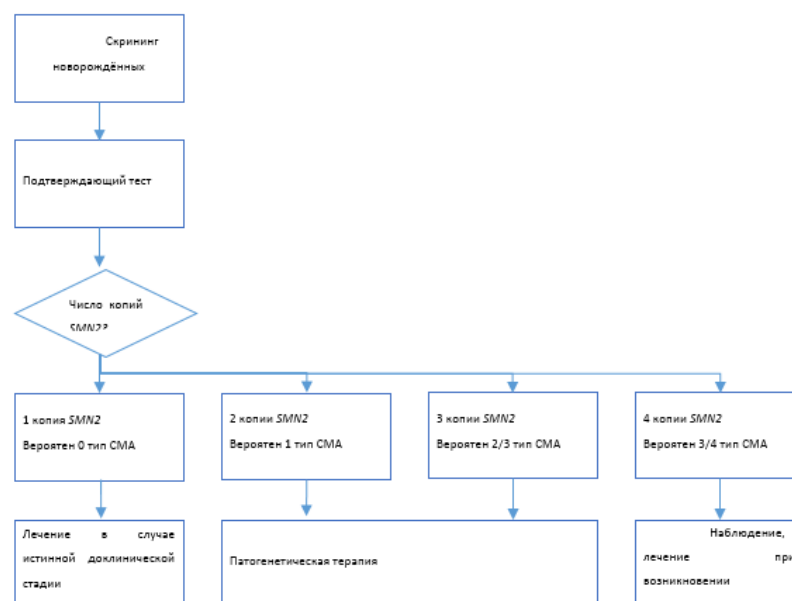 Скрининг
новорождённых
Подтверждающий тест
Число копий
SMN2?
1 копия SMN2
Вероятен 0 тип СМА
2 копии SMN2
Вероятен 1 тип СМА
3 копии SMN2
Вероятен 2/3 тип СМА
4 копии SMN2
Вероятен 3/4 тип СМА
Лечение в случае
истинной доклинической
стадии
Патогенетическая терапия
Наблюдение,
лечение при
возникновении